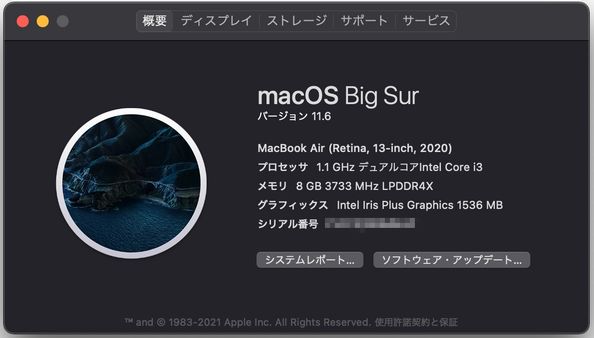 概要 ディスプレイ ストレージ サポート サービス
macOS Big Sur
バージョン 11.6
MacBook Air (Retina, 13-inch, 2020)
プロセッサ 1.1 GHz デュアルコアIntel Core i3
メモリ 8 GB 3733 MHz LPDDR4X
グラフィックス Intel Iris Plus Graphics 1536 MB
シリアル番号
システムレポート... ソフトウェア・アップデート...
™ and © 1983-2021 Apple Inc. All Rights Reserved. 使用許諾契約と保証